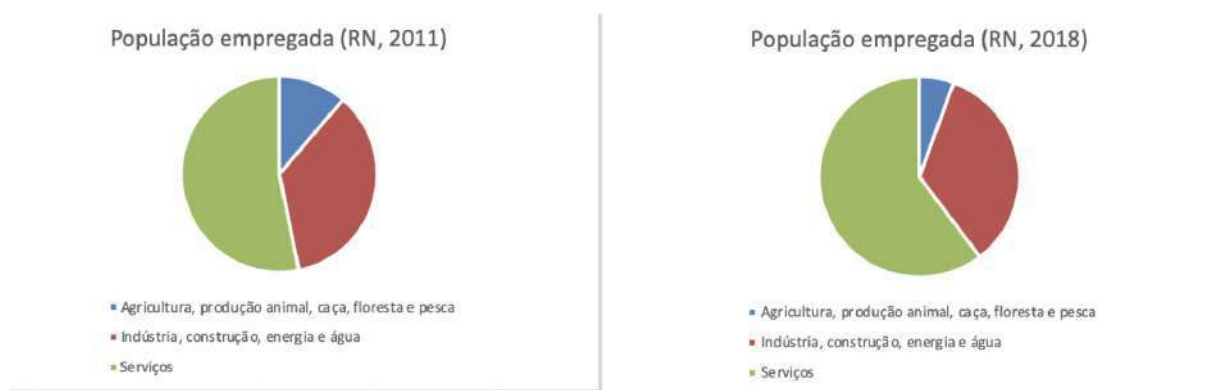 População empregada (RN, 2011)
Agricultura, produção animal, caça, floresta e pesca
Indústria, construção, energia e água
Serviços
População empregada (RN, 2018)
Agricultura, produção animal, caça, floresta e pesca
Indústria, construção, energia e água
Serviços